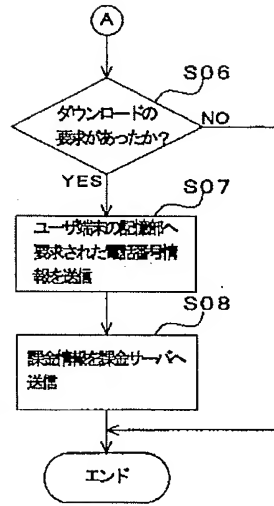 A
S06
ダウンロードの
要求があったか?
NO
YES
S07
ユーザ端末の記憶部へ
要求された電話番号情
報を送信
S08
課金情報を課金サーバへ
送信
エンド